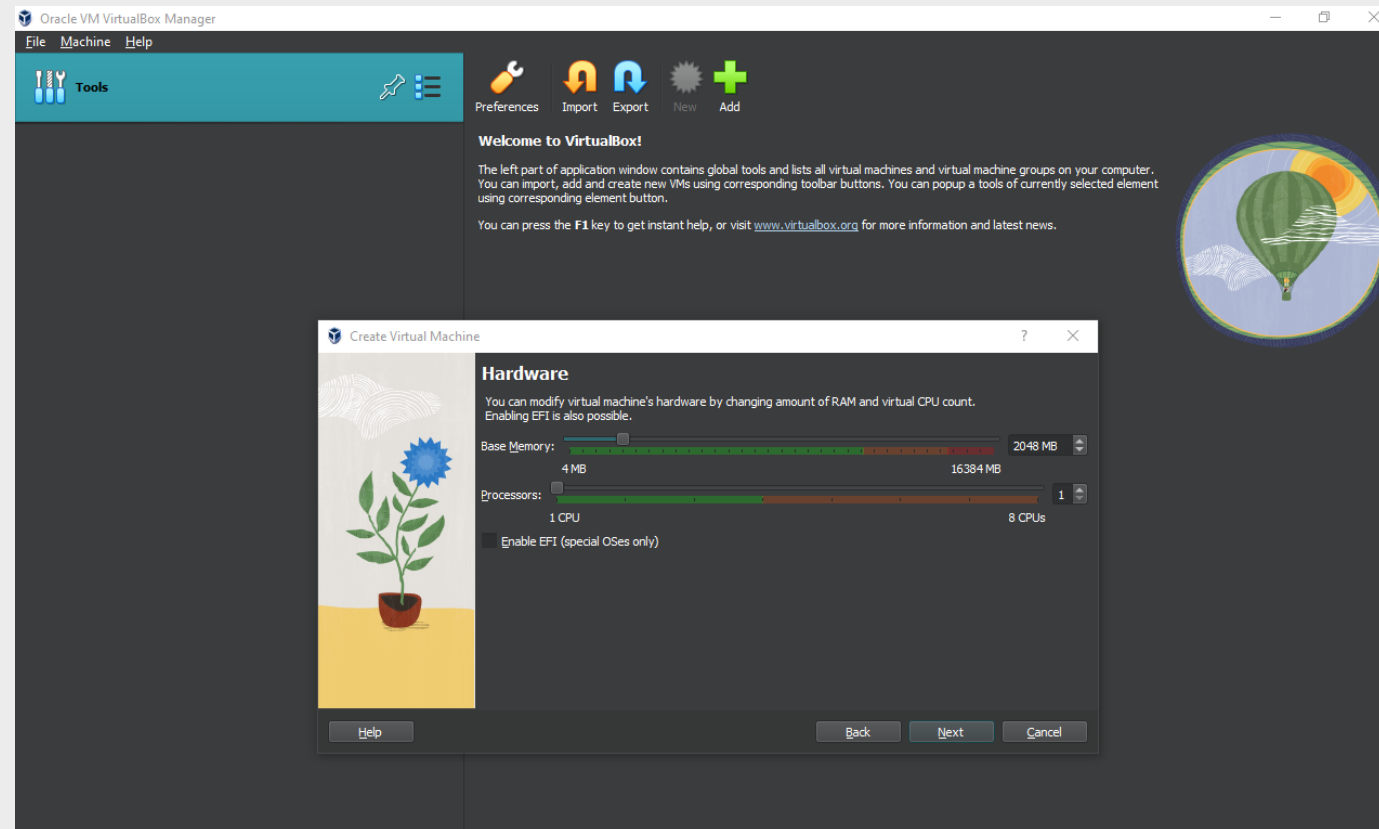 Oracle VM VirtualBox Manager
File Machine Help
Tools
Preferences Import Export New Add
Welcome to VirtualBox!
The left part of application window contains global tools and lists all virtual machines and virtual machine groups on your computer.
You can import, add and create new VMs using corresponding toolbar buttons. You can popup a tools of currently selected element
using corresponding element button.
You can press the F1 key to get instant help, or visit www.virtualbox.org for more information and latest news.
Create Virtual Machine ?
Hardware
You can modify virtual machine's hardware by changing amount of RAM and virtual CPU count.
Enabling EFI is also possible.
Base Memory: 2048 MB
4 MB 16384 MB
Processors: 1
1 CPU 8 CPUs
Enable EFI (special OSes only)
Help Back Next Cancel